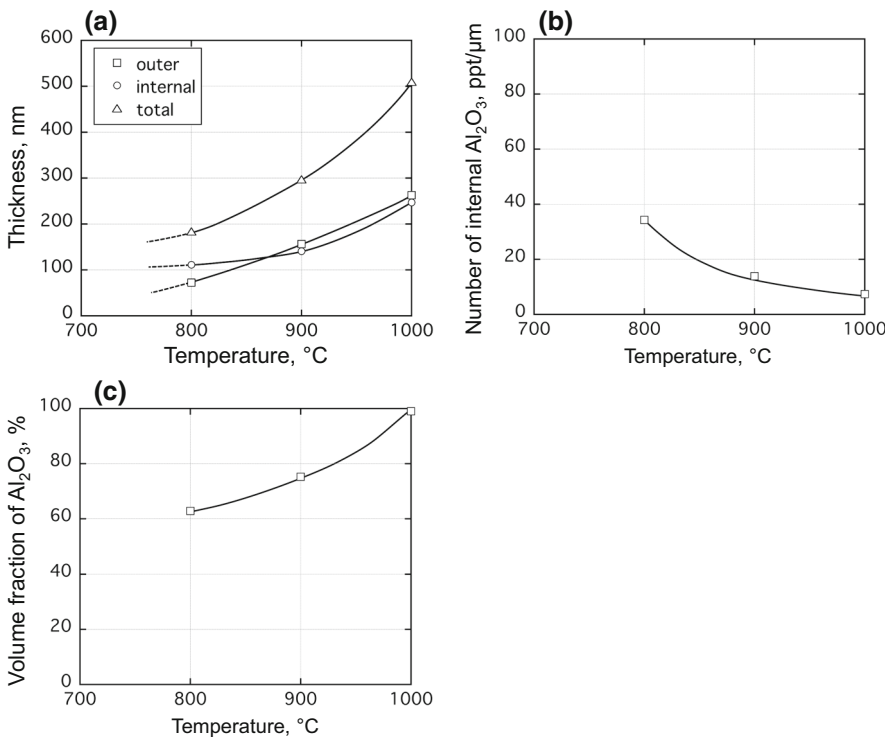 (a)
Thickness, nm
600
500
400
300
200
100
0
outer
internal
total
700 800 900 1000
Temperature, °C
(b)
Number of internal Al₂O₃, ppt/µm
100
80
60
40
20
0
700 800 900 1000
Temperature, °C
(c)
Volume fraction of Al₂O₃, %
100
80
60
40
20
0
700 800 900 1000
Temperature, °C